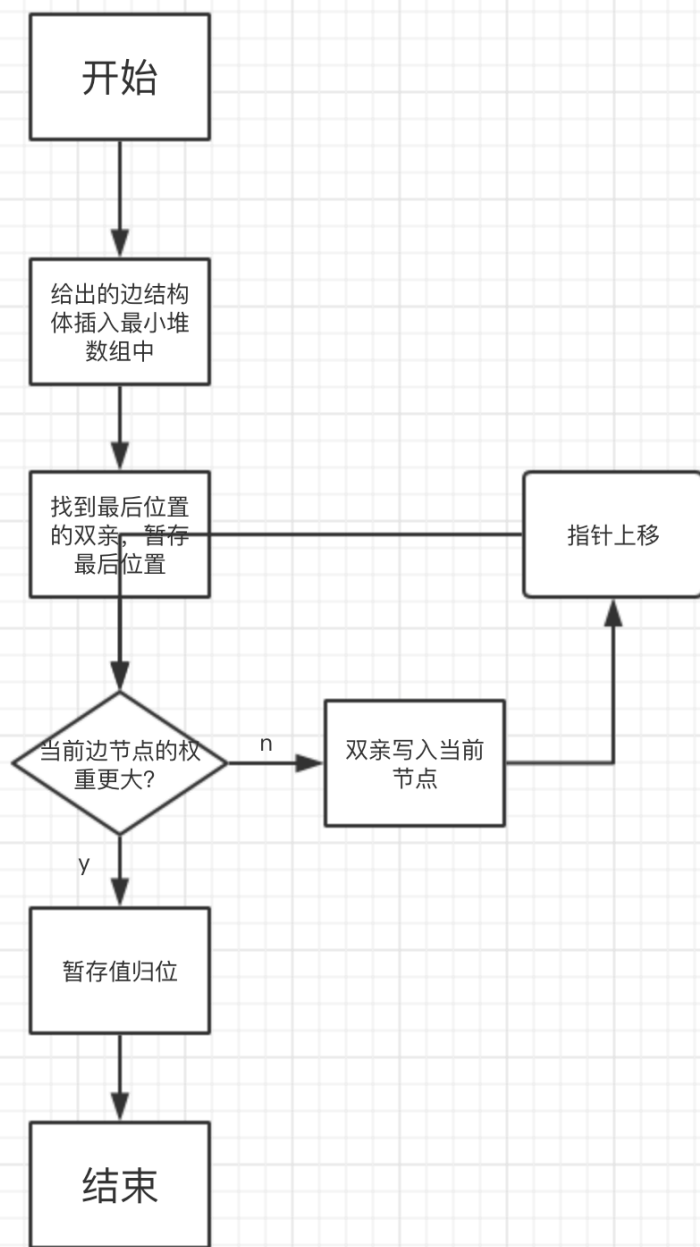 开始
给出的边结构
体插入最小堆
数组中
找到最后位置
的双亲，暂存
最后位置
指针上移
当前边节点的权
重更大?
n
双亲写入当前
节点
y
暂存值归位
结束